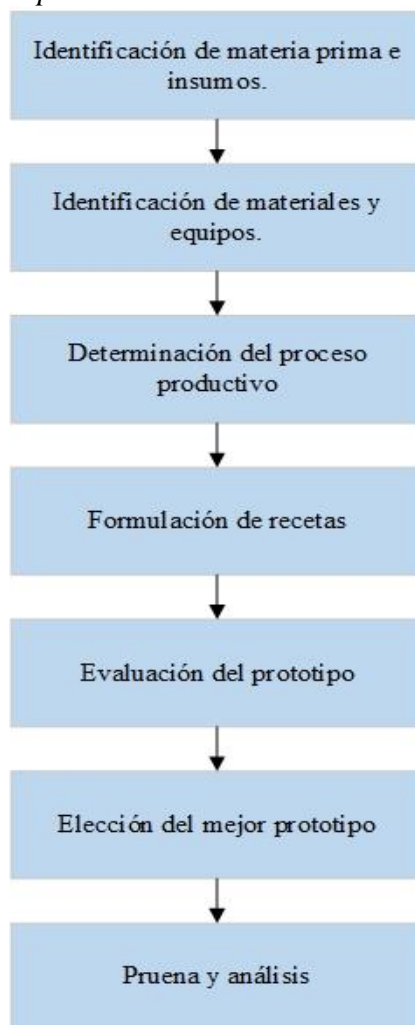 Identificación de materia prima e
insumos.
Identificación de materiales y
equipos.
Determinación del proceso
productivo
Formulación de recetas
Evaluación del prototipo
Elección del mejor prototipo
Pruena y análisis